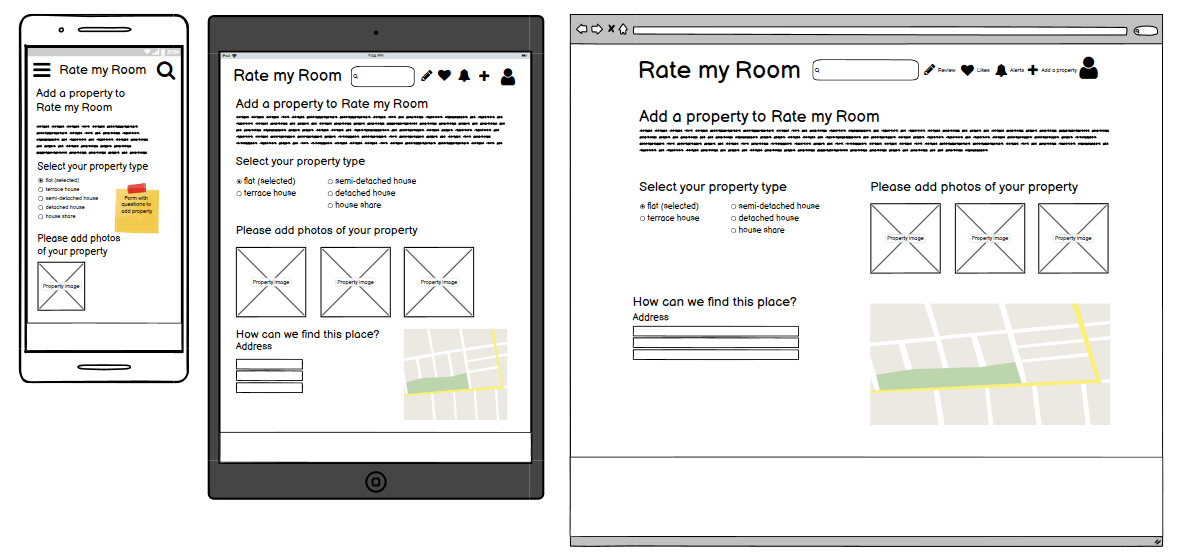 Rate my Room
Add a property to
Rate my Room
Select your property type
flat (selected)
terrace house
semi-detached house
detached house
house share
Form with
questions to
add property
Please add photos
of your property
Property Image
iPad
Rate my Room
Add a property to Rate my Room
Select your property type
flat (selected)
terrace house
semi-detached house
detached house
house share
Please add photos of your property
Property Image
Property Image
Property Image
How can we find this place?
Address
Rate my Room
Review
Likes
Alerts
Add a property
Add a property to Rate my Room
Select your property type
flat (selected)
terrace house
semi-detached house
detached house
house share
Please add photos of your property
Property Image
Property Image
Property Image
How can we find this place?
Address